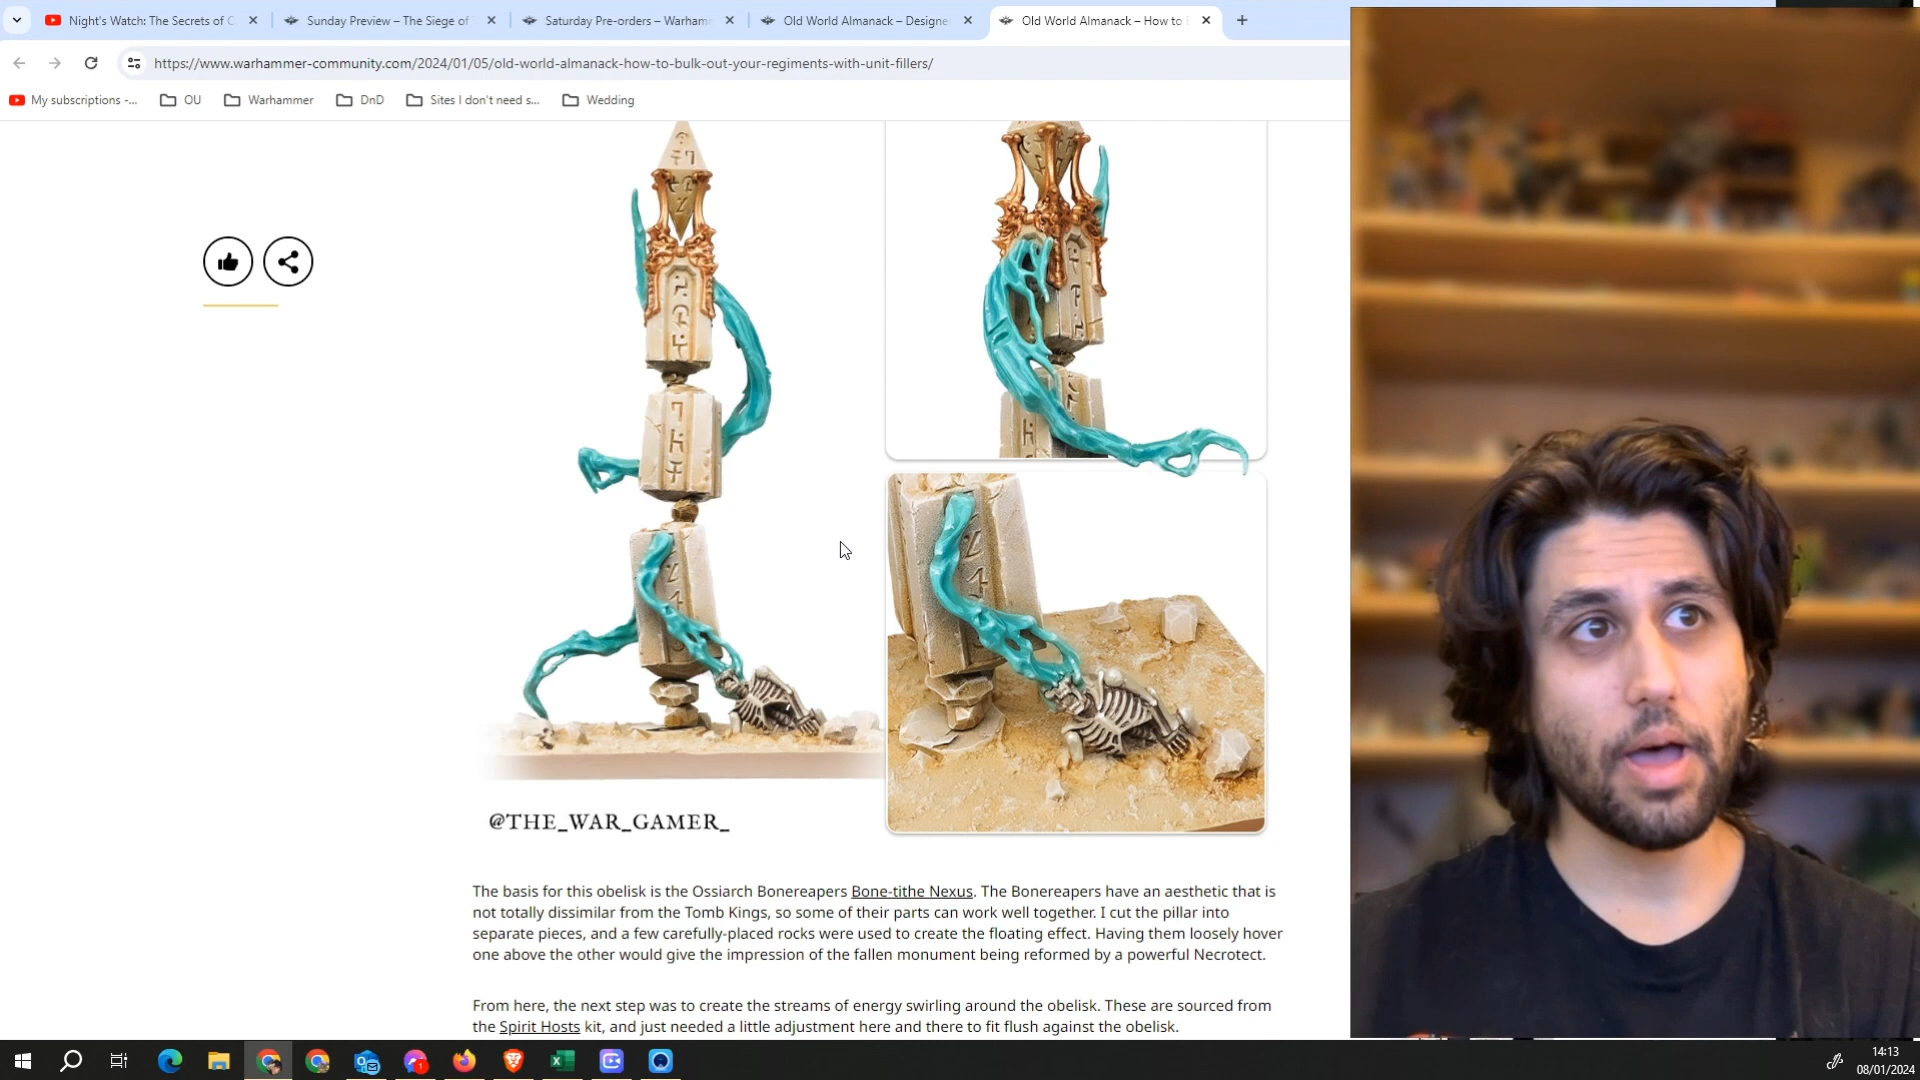 Night's Watch: The Secrets of C
Sunday Preview – The Siege of
Saturday Pre-orders – Warham
Old World Almanack – Designe
Old World Almanack – How to
https://www.warhammer-community.com/2024/01/05/old-world-almanack-how-to-bulk-out-your-regiments-with-unit-fillers/
My subscriptions -...
OU
Warhammer
DnD
Sites I don't need s...
Wedding
@THE_WAR_GAMER_
The basis for this obelisk is the Ossiarch Bonereapers Bone-tithe Nexus. The Bonereapers have an aesthetic that is
not totally dissimilar from the Tomb Kings, so some of their parts can work well together. I cut the pillar into
separate pieces, and a few carefully-placed rocks were used to create the floating effect. Having them loosely hover
one above the other would give the impression of the fallen monument being reformed by a powerful Necrotect.
From here, the next step was to create the streams of energy swirling around the obelisk. These are sourced from
the Spirit Hosts kit, and just needed a little adjustment here and there to fit flush against the obelisk.
14:13
08/01/2024